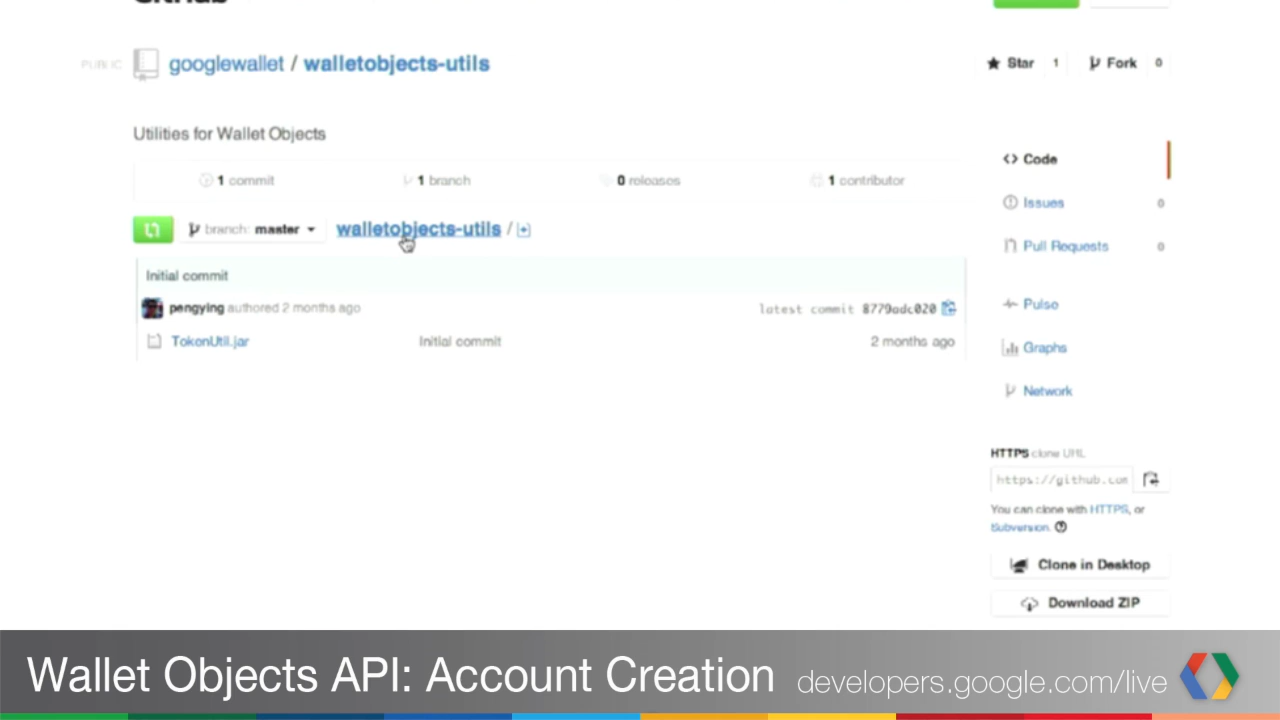 PUBLIC googlewallet / walletobjects-utils
Star 1 Fork 0
Utilities for Wallet Objects
1 commit 1 branch 0 releases 1 contributor
branch: master walletobjects-utils /
Initial commit
pengying authored 2 months ago latest commit 8779adc020
TokenUtil.jar Initial commit 2 months ago
Code
Issues 0
Pull Requests 0
Pulse
Graphs
Network
HTTPS clone URL
https://github.com
You can clone with HTTPS, or
Subversion.
Clone in Desktop
Download ZIP
Wallet Objects API: Account Creation developers.google.com/live